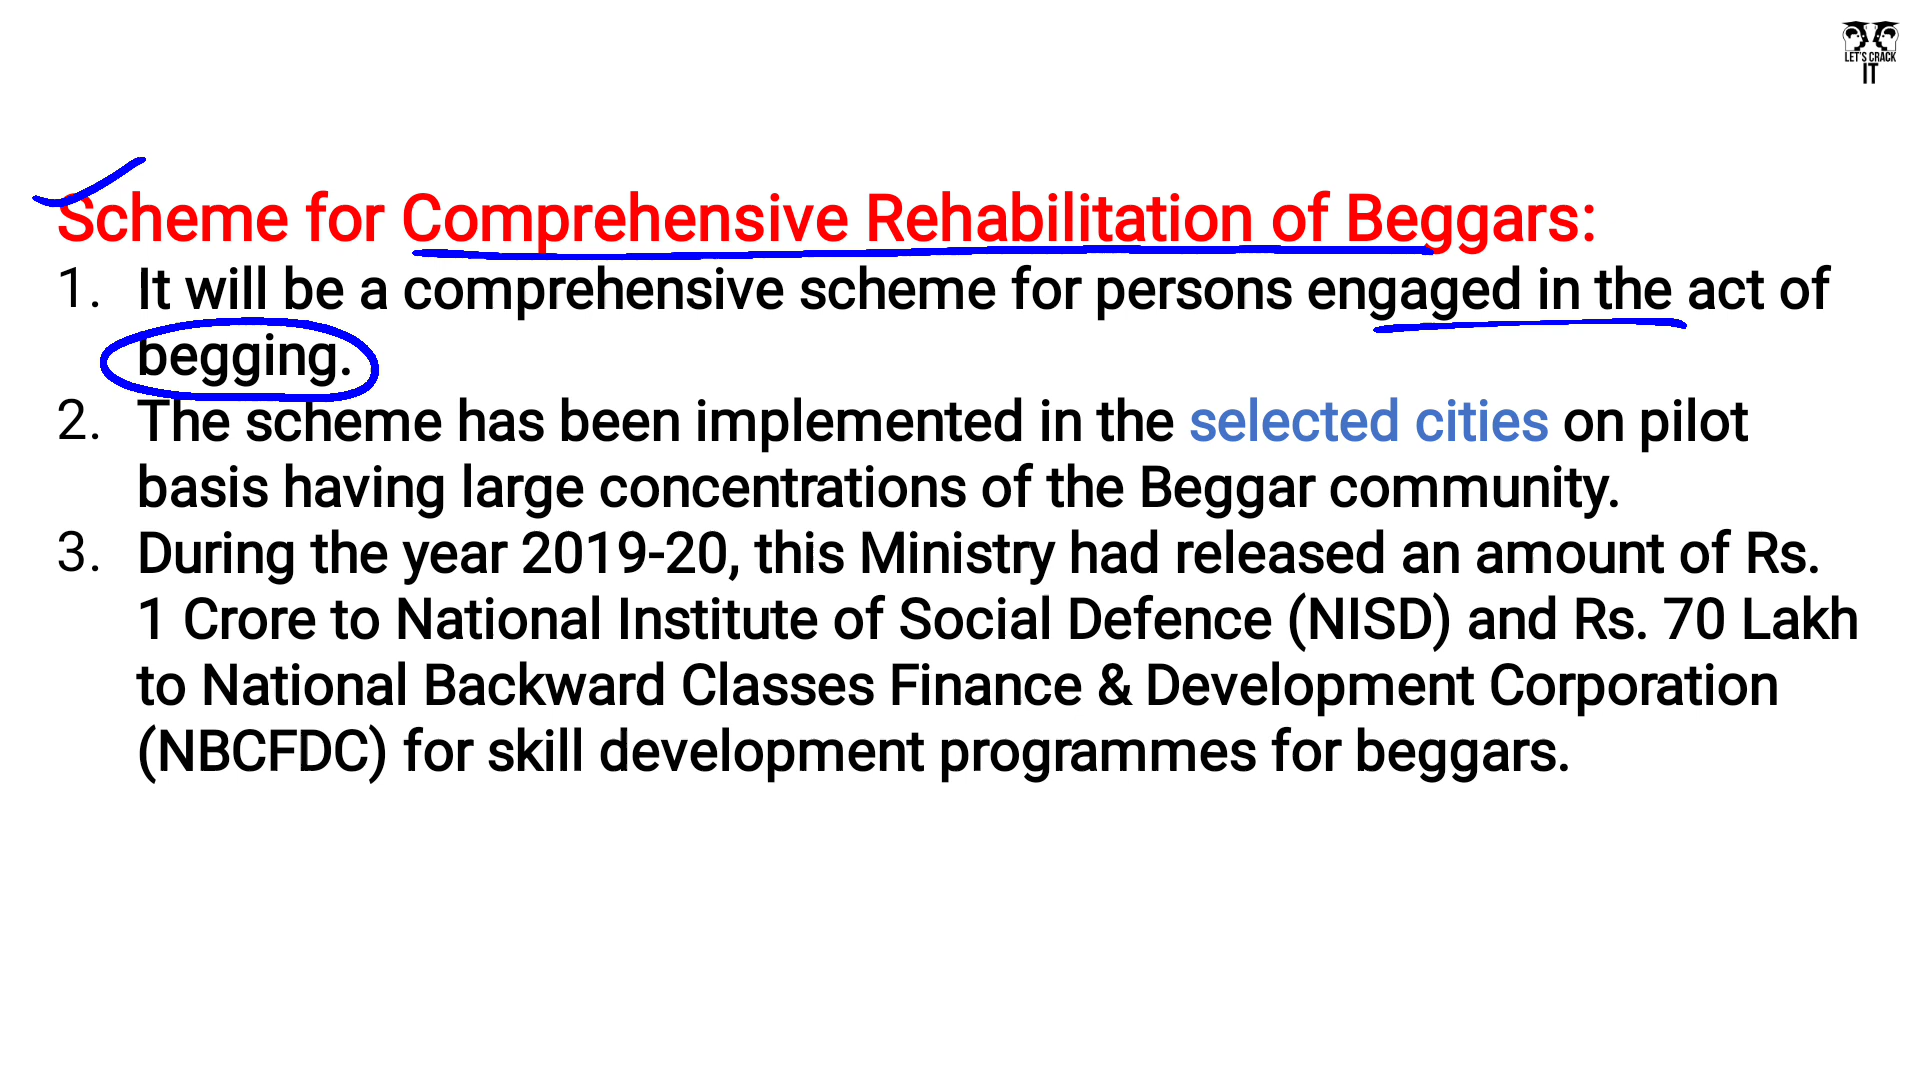 LET'S CRACK
IT
Scheme for Comprehensive Rehabilitation of Beggars:
1. It will be a comprehensive scheme for persons engaged in the act of
begging.
2. The scheme has been implemented in the selected cities on pilot
basis having large concentrations of the Beggar community.
3. During the year 2019-20, this Ministry had released an amount of Rs.
1 Crore to National Institute of Social Defence (NISD) and Rs. 70 Lakh
to National Backward Classes Finance & Development Corporation
(NBCFDC) for skill development programmes for beggars.